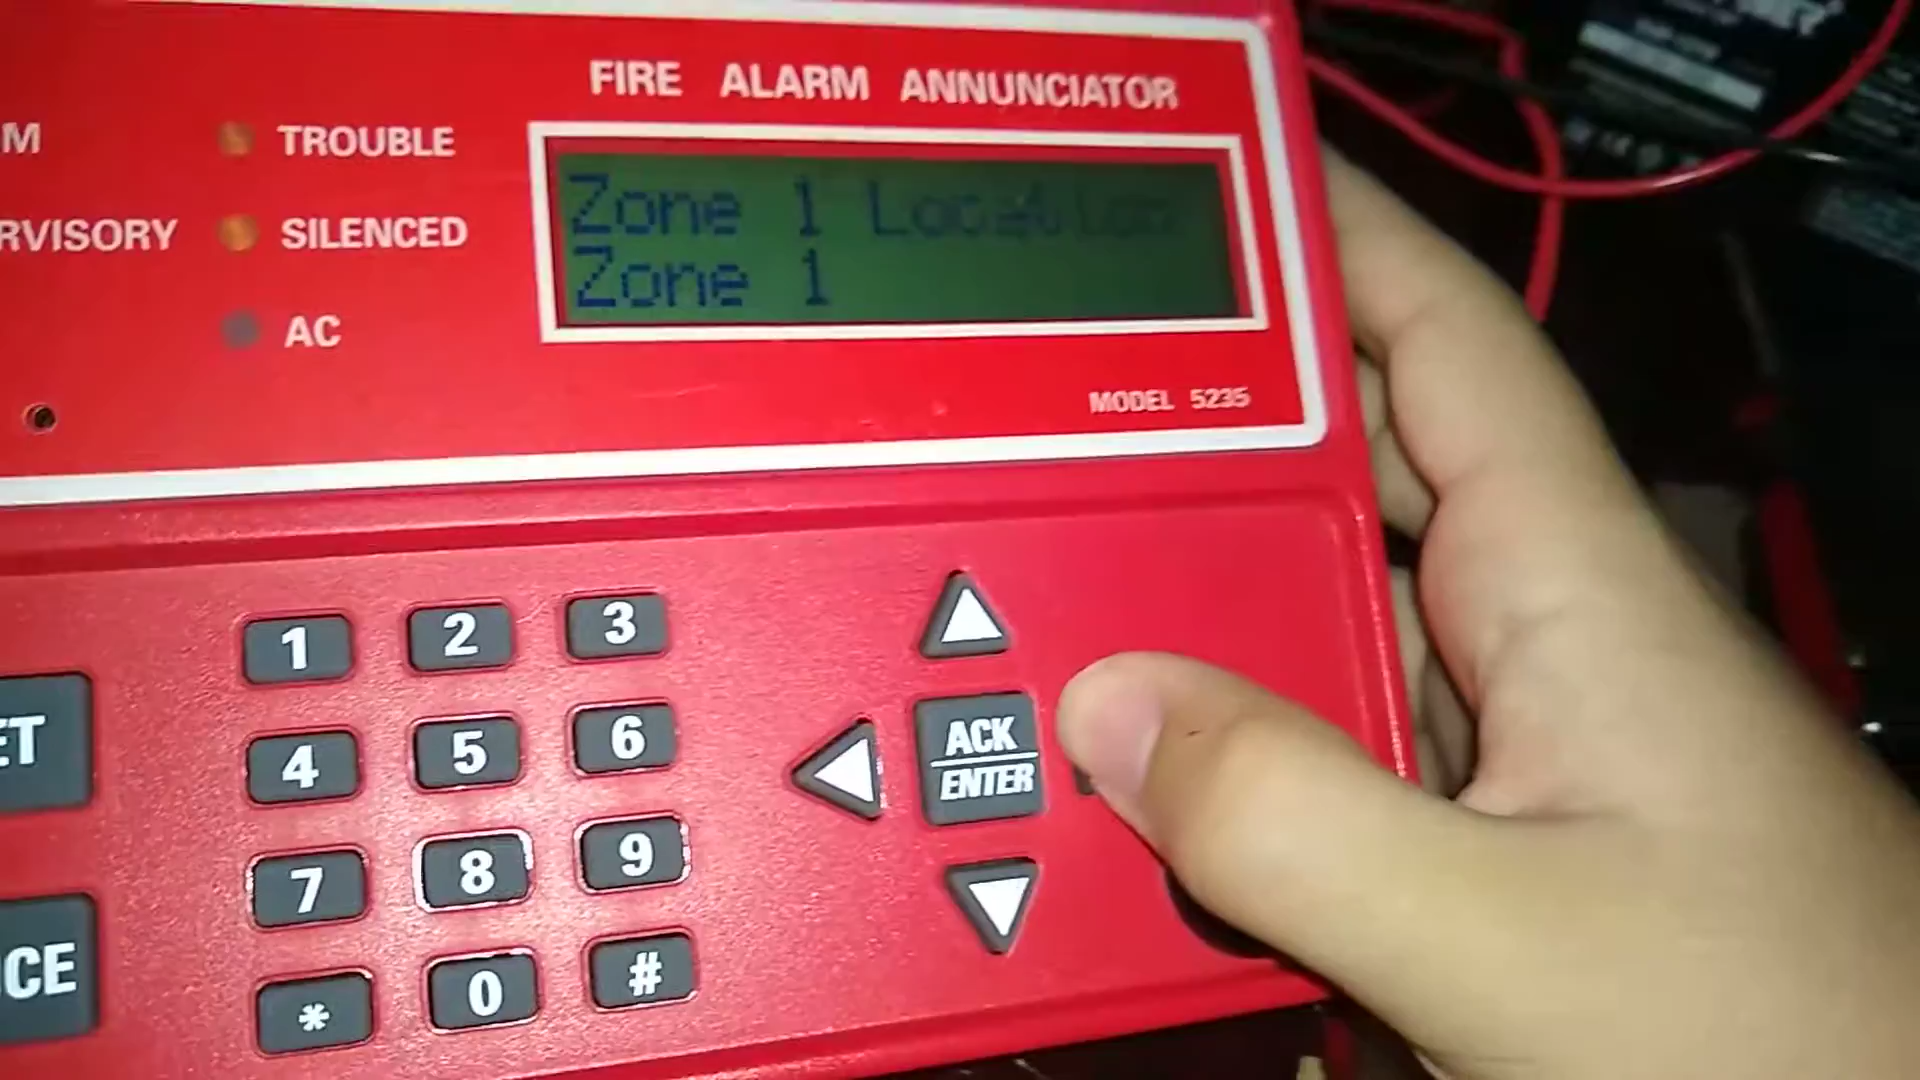 FIRE ALARM ANNUNCIATOR
M
TROUBLE
RVISORY
SILENCED
AC
Zone 1 Location
Zone 1
MODEL 5235
1 2 3
ET
4 5 6
ACK
ENTER
7 8 9
CE
* 0 #